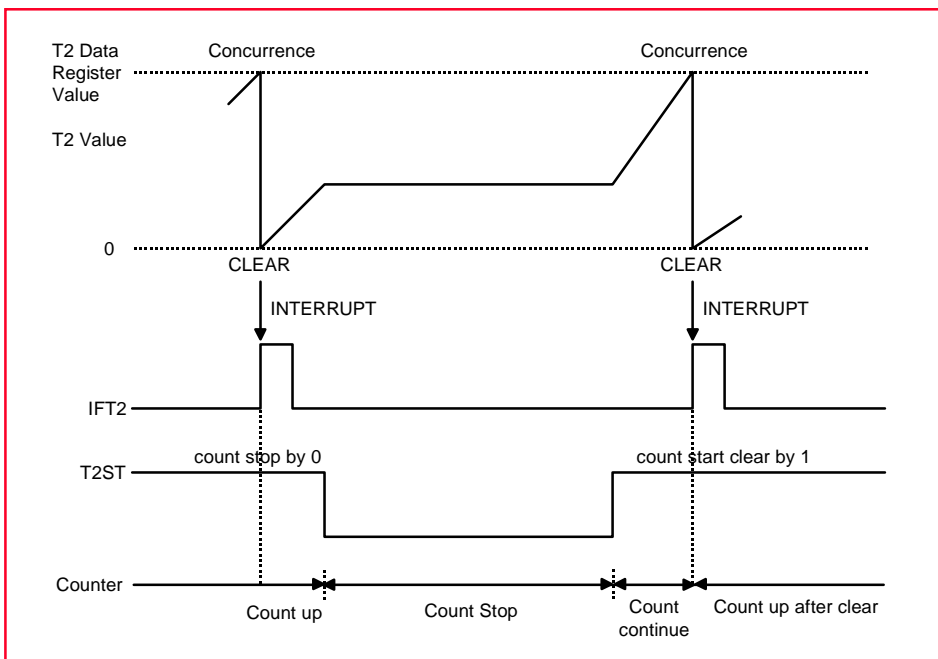 T2 Data
Register
Value
Concurrence
Concurrence
T2 Value
0
CLEAR
CLEAR
INTERRUPT
INTERRUPT
IFT2
count stop by 0
count start clear by 1
T2ST
Counter
Count up
Count Stop
Count
continue
Count up after clear